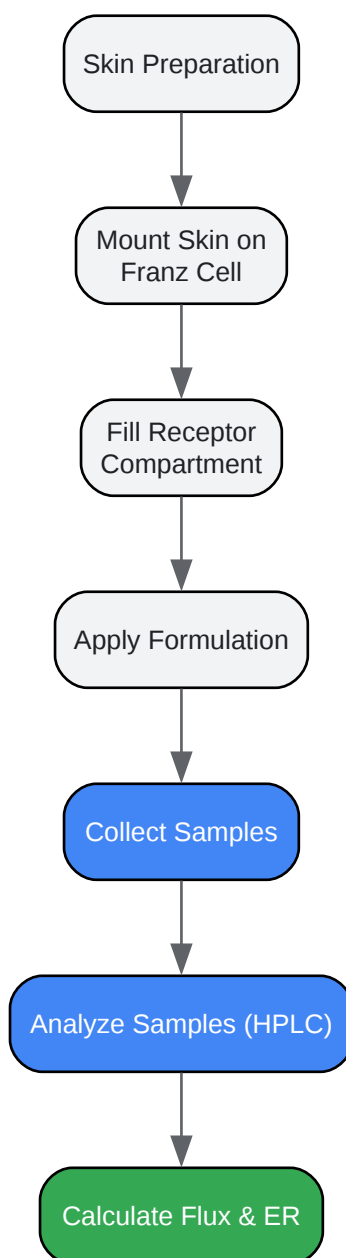 Skin Preparation
Mount Skin on
Franz Cell
Fill Receptor
Compartment
Apply Formulation
Collect Samples
Analyze Samples (HPLC)
Calculate Flux & ER